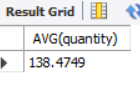 Result Grid
AVG(quantity)
138.4749